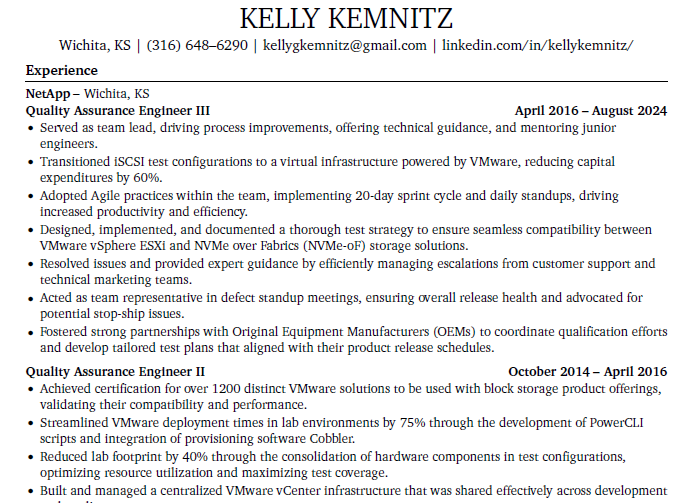 KELLY KEMNITZ
Wichita, KS | (316) 648–6290 | kellygkemnitz@gmail.com | linkedin.com/in/kellykemnitz/
Experience
NetApp – Wichita, KS
Quality Assurance Engineer III April 2016 – August 2024
• Served as team lead, driving process improvements, offering technical guidance, and mentoring junior
engineers.
• Transitioned iSCSI test configurations to a virtual infrastructure powered by VMware, reducing capital
expenditures by 60%.
• Adopted Agile practices within the team, implementing 20-day sprint cycle and daily standups, driving
increased productivity and efficiency.
• Designed, implemented, and documented a thorough test strategy to ensure seamless compatibility between
VMware vSphere ESXi and NVMe over Fabrics (NVMe-oF) storage solutions.
• Resolved issues and provided expert guidance by efficiently managing escalations from customer support and
technical marketing teams.
• Acted as team representative in defect standup meetings, ensuring overall release health and advocated for
potential stop-ship issues.
• Fostered strong partnerships with Original Equipment Manufacturers (OEMs) to coordinate qualification efforts
and develop tailored test plans that aligned with their product release schedules.
Quality Assurance Engineer II October 2014 – April 2016
• Achieved certification for over 1200 distinct VMware solutions to be used with block storage product offerings,
validating their compatibility and performance.
• Streamlined VMware deployment times in lab environments by 75% through the development of PowerCLI
scripts and integration of provisioning software Cobbler.
• Reduced lab footprint by 40% through the consolidation of hardware components in test configurations,
optimizing resource utilization and maximizing test coverage.
• Built and managed a centralized VMware vCenter infrastructure that was shared effectively across development